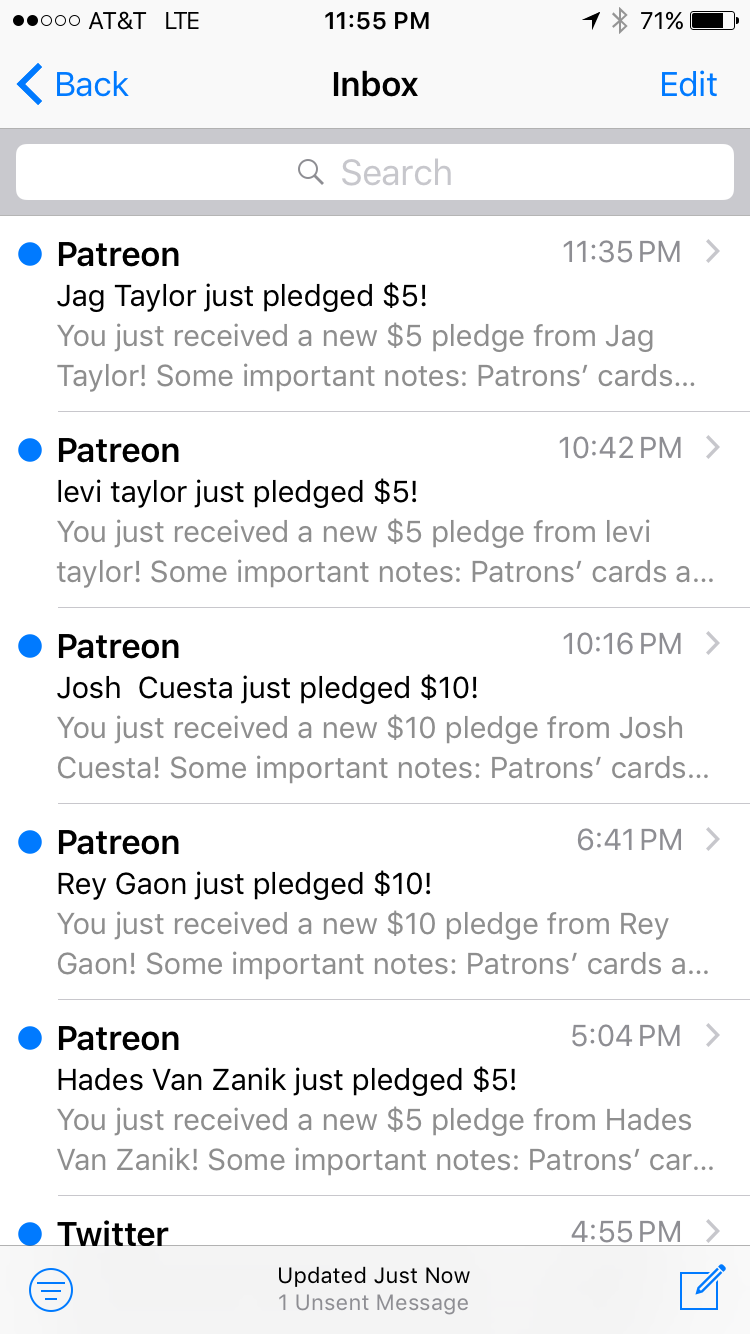 AT&T LTE 11:55 PM 71%
Back Inbox Edit
Search
Patreon 11:35 PM
Jag Taylor just pledged $5!
You just received a new $5 pledge from Jag
Taylor! Some important notes: Patrons’ cards...
Patreon 10:42 PM
levi taylor just pledged $5!
You just received a new $5 pledge from levi
taylor! Some important notes: Patrons’ cards a...
Patreon 10:16 PM
Josh  Cuesta just pledged $10!
You just received a new $10 pledge from Josh
Cuesta! Some important notes: Patrons’ cards...
Patreon 6:41 PM
Rey Gaon just pledged $10!
You just received a new $10 pledge from Rey
Gaon! Some important notes: Patrons’ cards a...
Patreon 5:04 PM
Hades Van Zanik just pledged $5!
You just received a new $5 pledge from Hades
Van Zanik! Some important notes: Patrons’ car...
Twitter 4:55 PM
Updated Just Now
1 Unsent Message